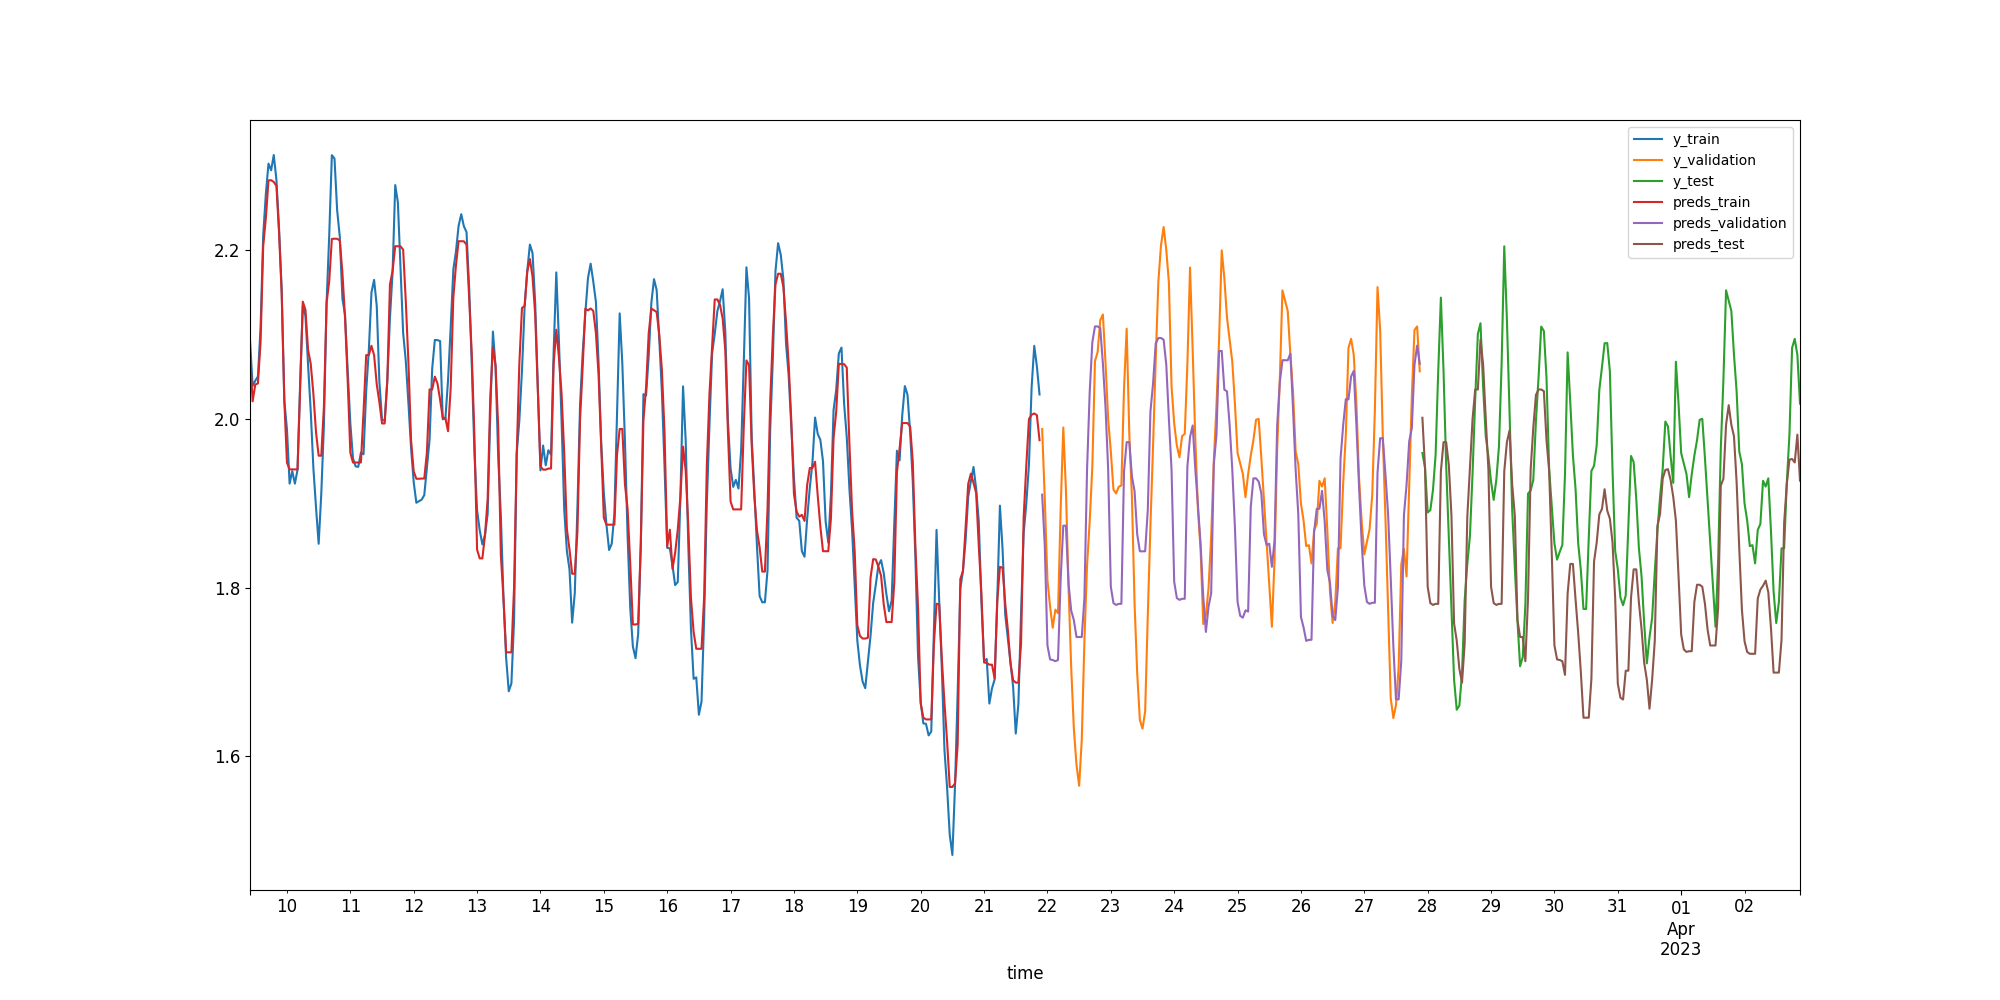 y_train
y_validation
y_test
preds_train
preds_validation
preds_test
2.2
2.0
1.8
1.6
10 11 12 13 14 15 16 17 18 19 20 21 22 23 24 25 26 27 28 29 30 31 01 02
Apr
2023
time